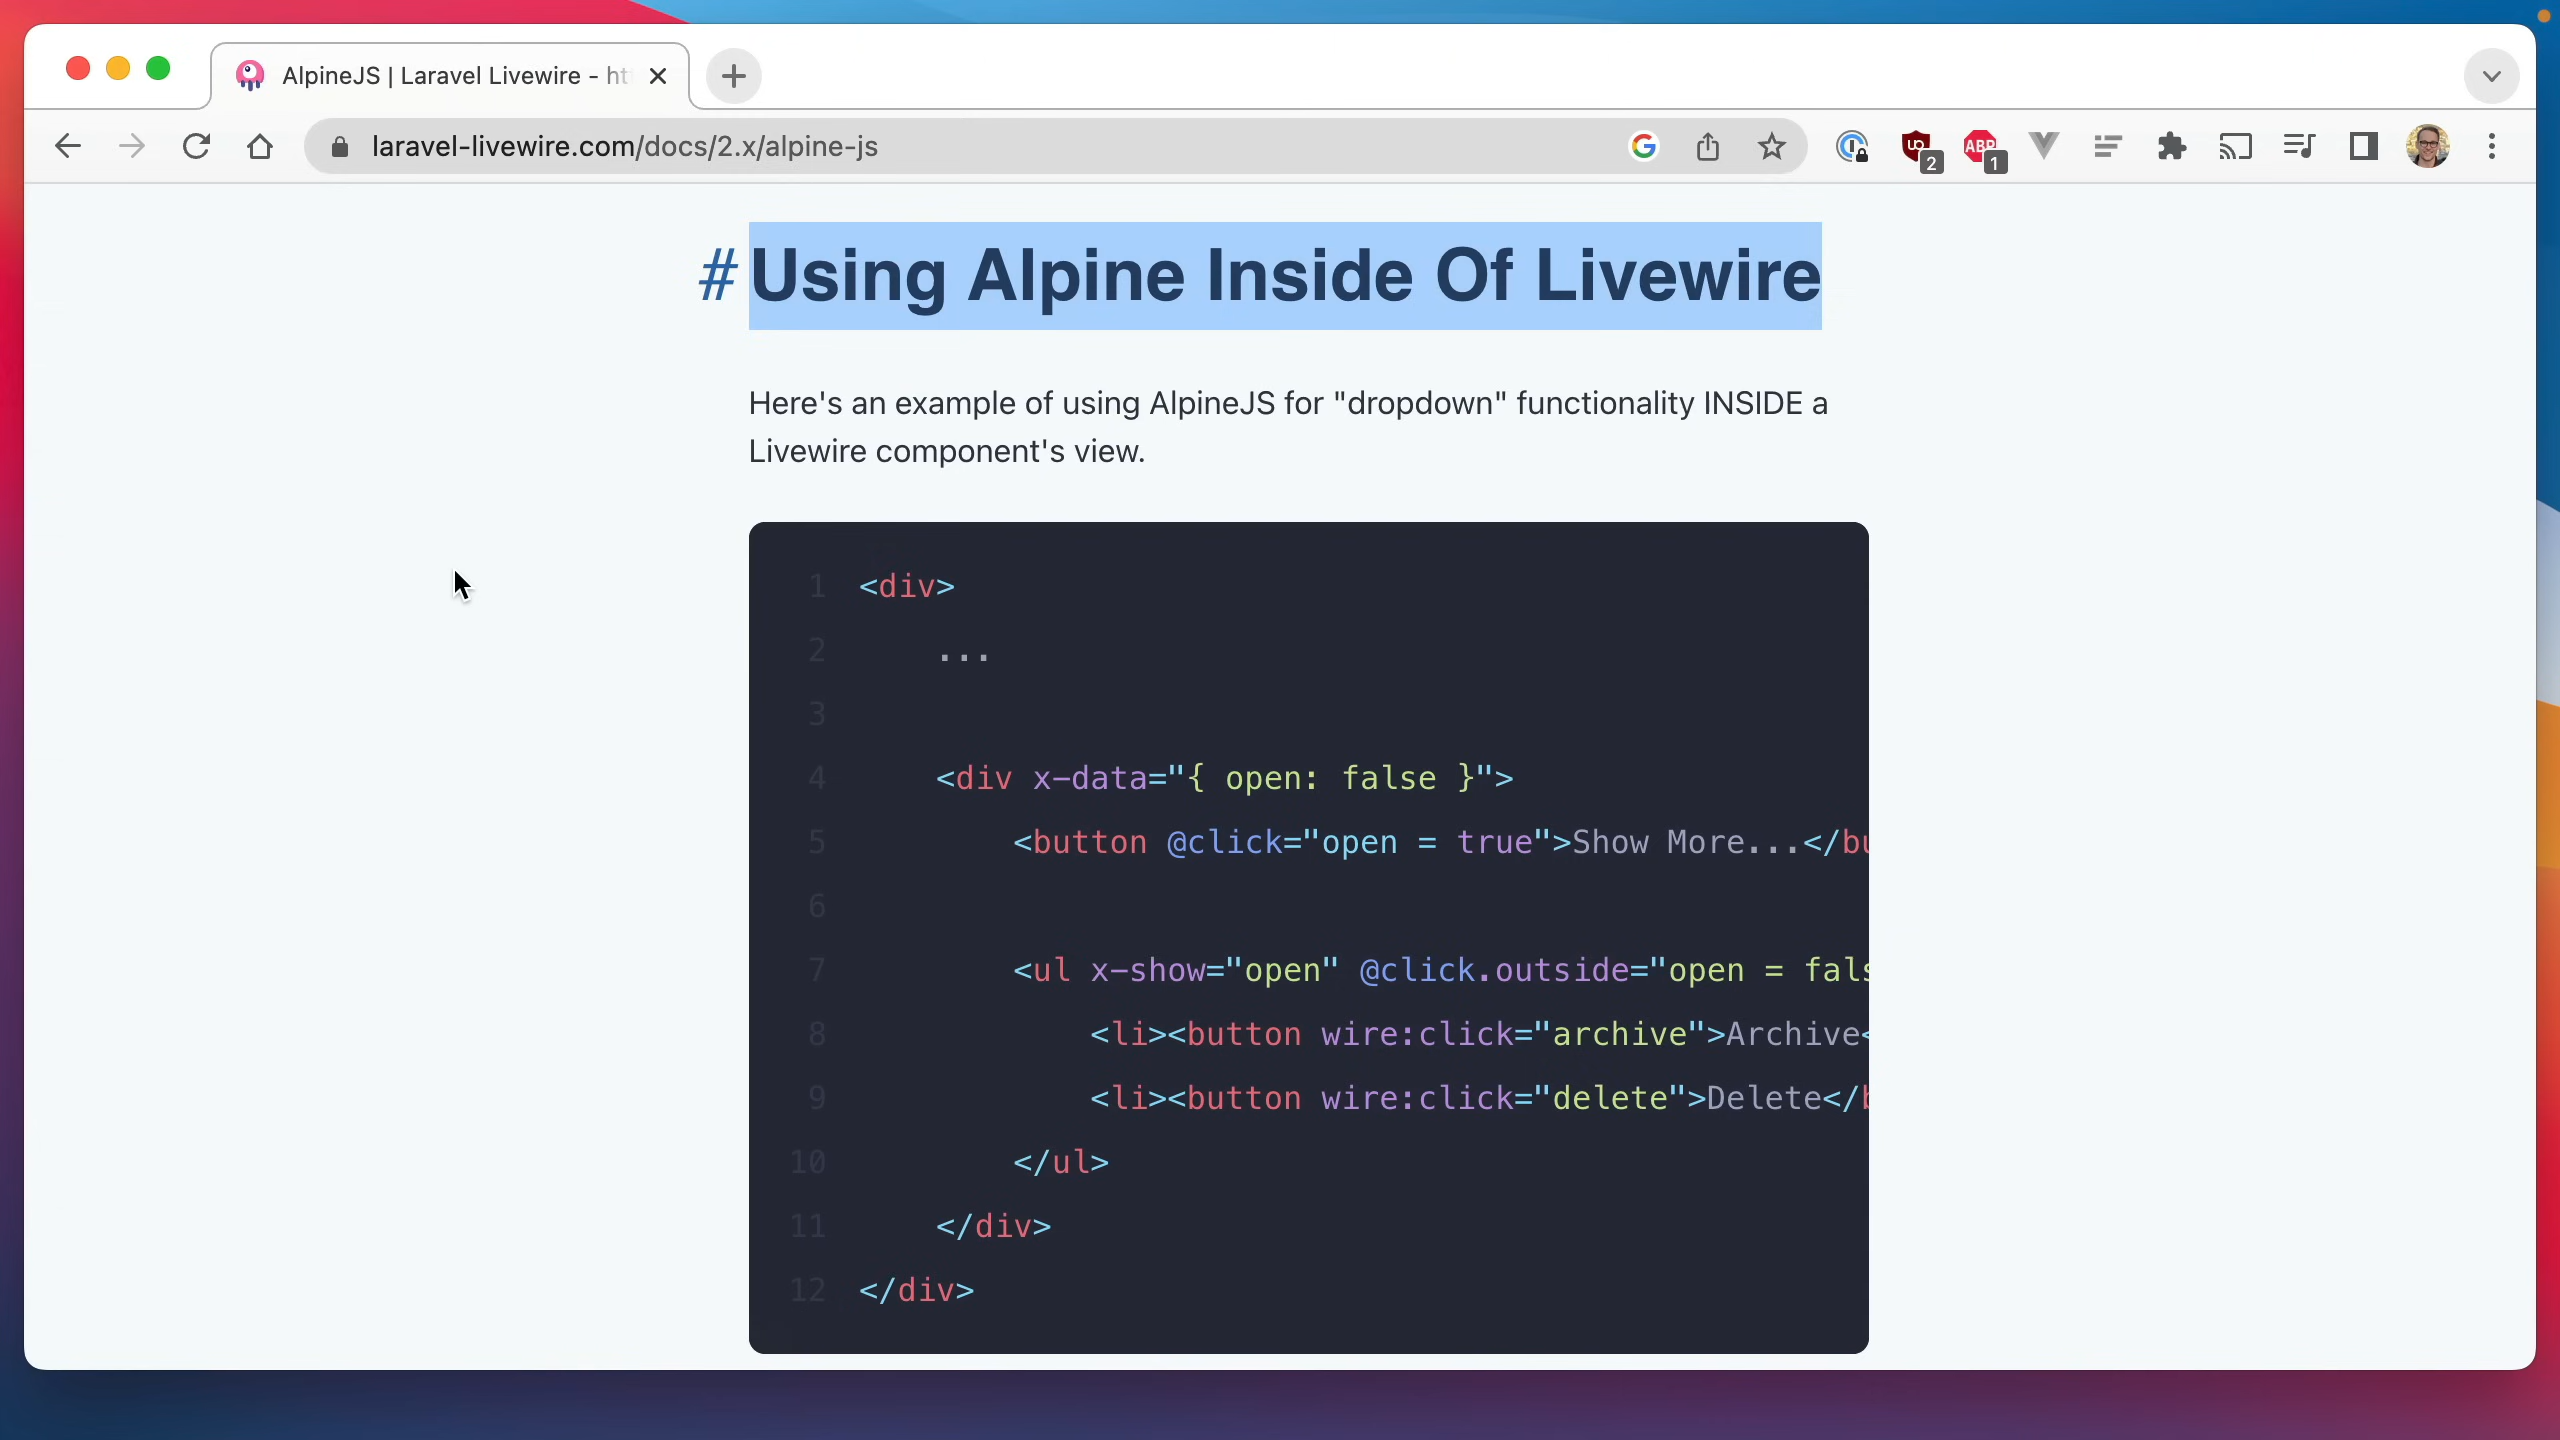 AlpineJS | Laravel Livewire - ht
laravel-livewire.com/docs/2.x/alpine-js
2
ABP
1
# Using Alpine Inside Of Livewire
Here's an example of using AlpineJS for "dropdown" functionality INSIDE a
Livewire component's view.
1 <div>
2     ...
3
4     <div x-data="{ open: false }">
5         <button @click="open = true">Show More...</bu
6
7         <ul x-show="open" @click.outside="open = fals
8             <li><button wire:click="archive">Archive<
9             <li><button wire:click="delete">Delete</b
10         </ul>
11     </div>
12 </div>